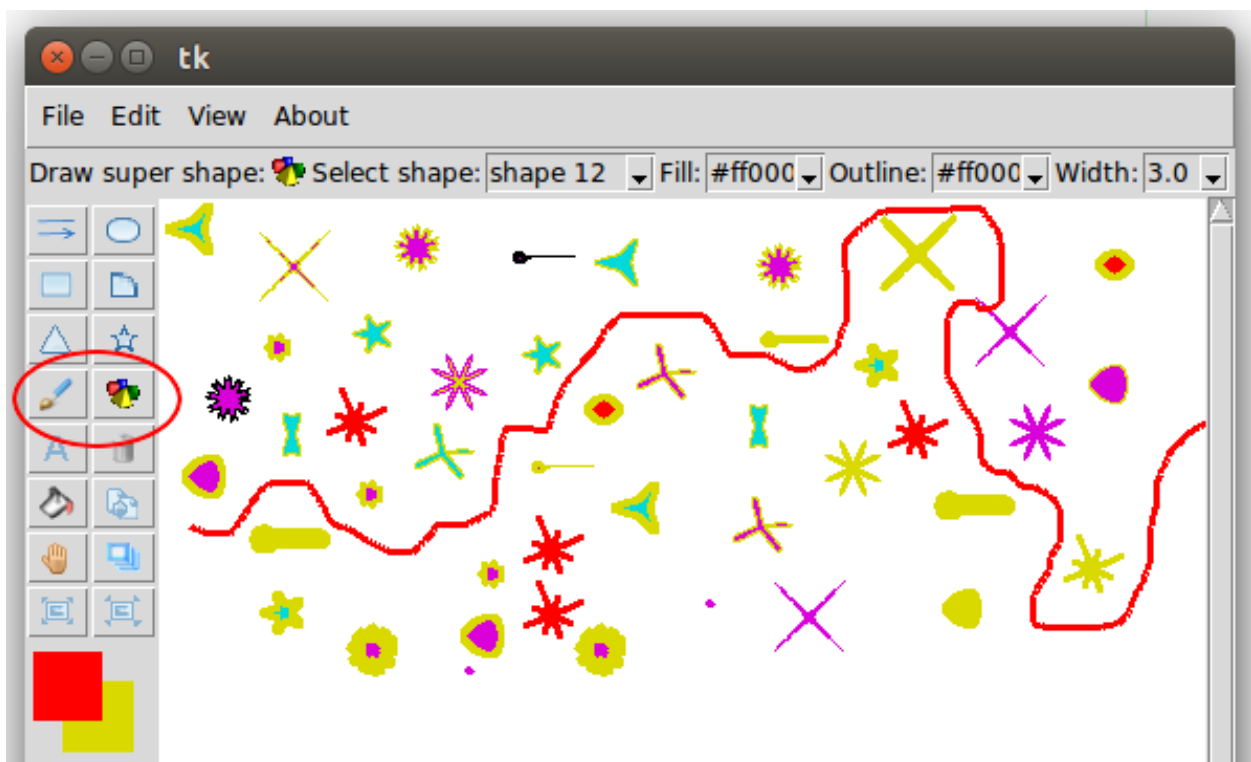 tk
File Edit View About
Draw super shape: Select shape: shape 12 Fill: #ff000 Outline: #ff000 Width: 3.0
A